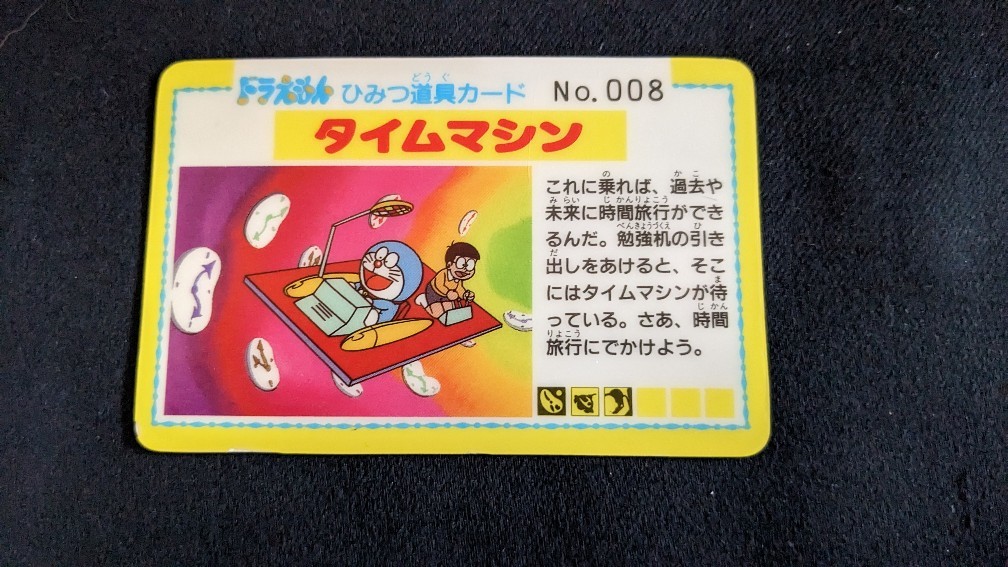 ドラえもん ひみつ道具カード No.008
タイムマシン
これに乗れば、過去や
未来に時間旅行ができ
るんだ。勉強机の引き
出しをあけると、そこ
にはタイムマシンが待
っている。さあ、時間
旅行にでかけよう。